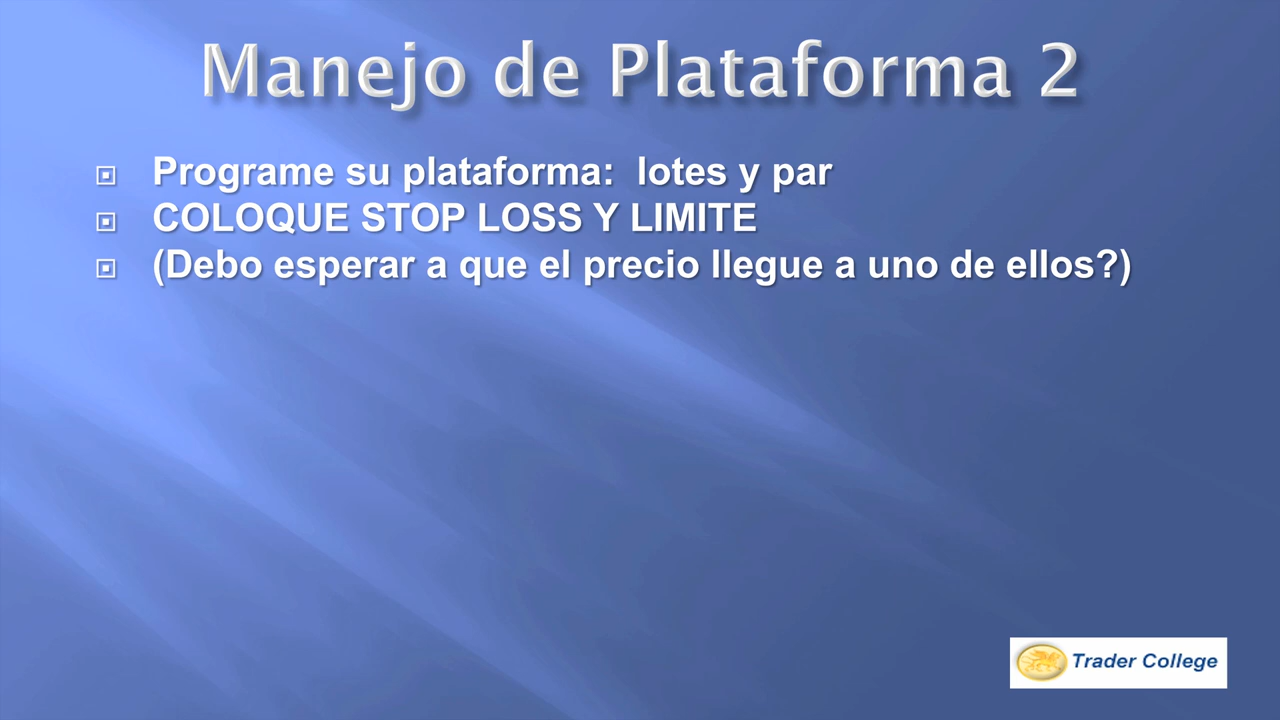 Manejo de Plataforma 2
Programe su plataforma:  lotes y par
COLOQUE STOP LOSS Y LIMITE
(Debo esperar a que el precio llegue a uno de ellos?)
Trader College